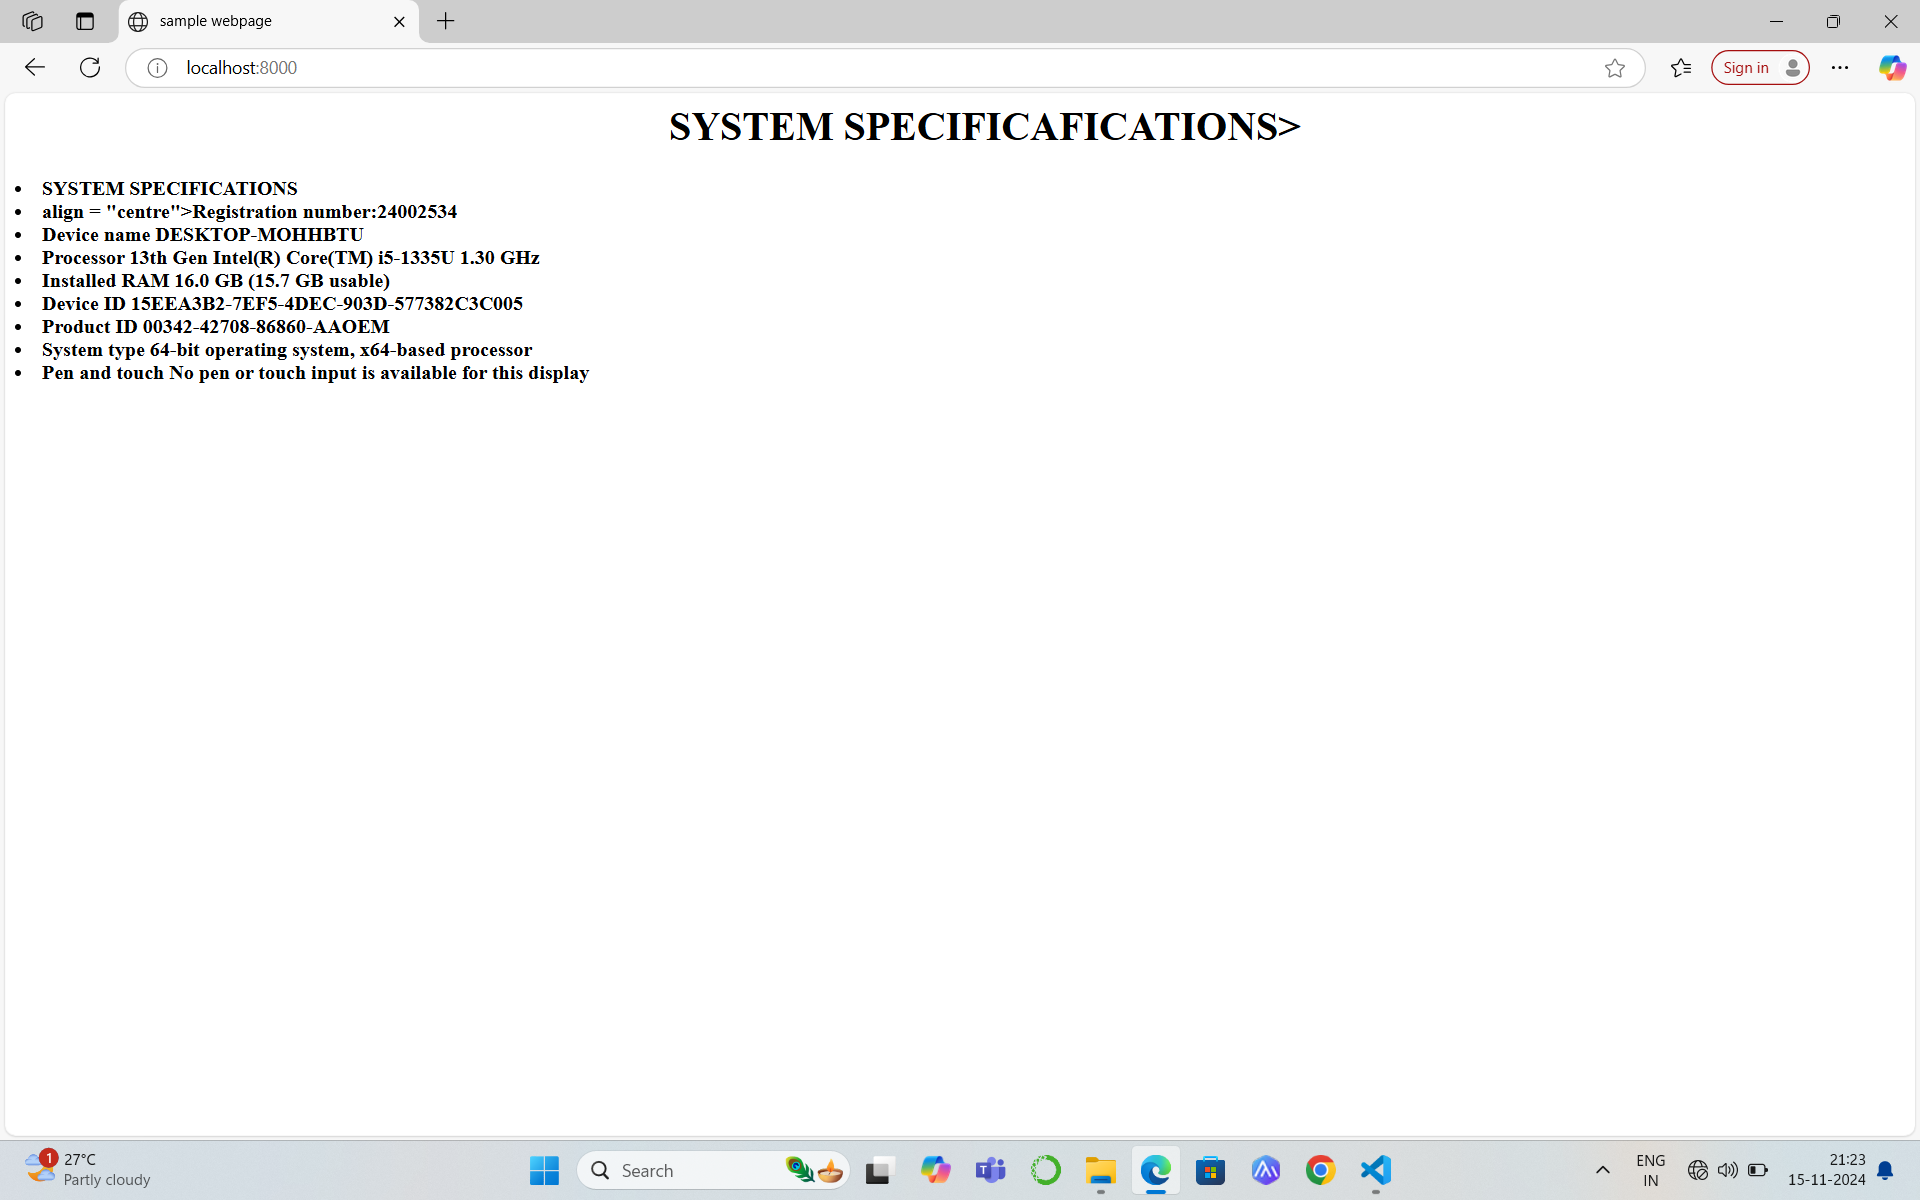 sample webpage
localhost:8000
Sign in
SYSTEM SPECIFICAFICATIONS>
• SYSTEM SPECIFICATIONS
• align = "centre">Registration number:24002534
• Device name DESKTOP-MOHHBTU
• Processor 13th Gen Intel(R) Core(TM) i5-1335U 1.30 GHz
• Installed RAM 16.0 GB (15.7 GB usable)
• Device ID 15EEA3B2-7EF5-4DEC-903D-577382C3C005
• Product ID 00342-42708-86860-AAOEM
• System type 64-bit operating system, x64-based processor
• Pen and touch No pen or touch input is available for this display
1
27°C
Partly cloudy
Search
ENG
IN
21:23
15-11-2024